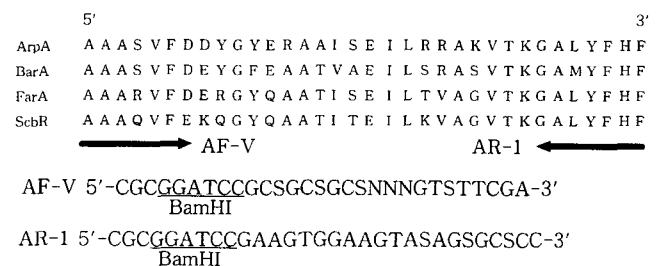 5' 3'
ArpA A A A S V F D D Y G Y E R A A I S E I L R R A K V T K G A L Y F H F
BarA A A A S V F D E Y G F E A A T V A E I L S R A S V T K G A M Y F H F
FarA A A A R V F D E R G Y Q A A T I S E I L T V A G V T K G A L Y F H F
ScbR A A A Q V F E K Q G Y Q A A T I T E I L K V A G V T K G A L Y F H F
AF-V AR-1
AF-V 5'-CGCGGATCCGCSGCSGCSNNNGTSTTCGA-3'
BamHI
AR-1 5'-CGCGGATCCGAAGTGGAAGTASAGSGCSCC-3'
BamHI